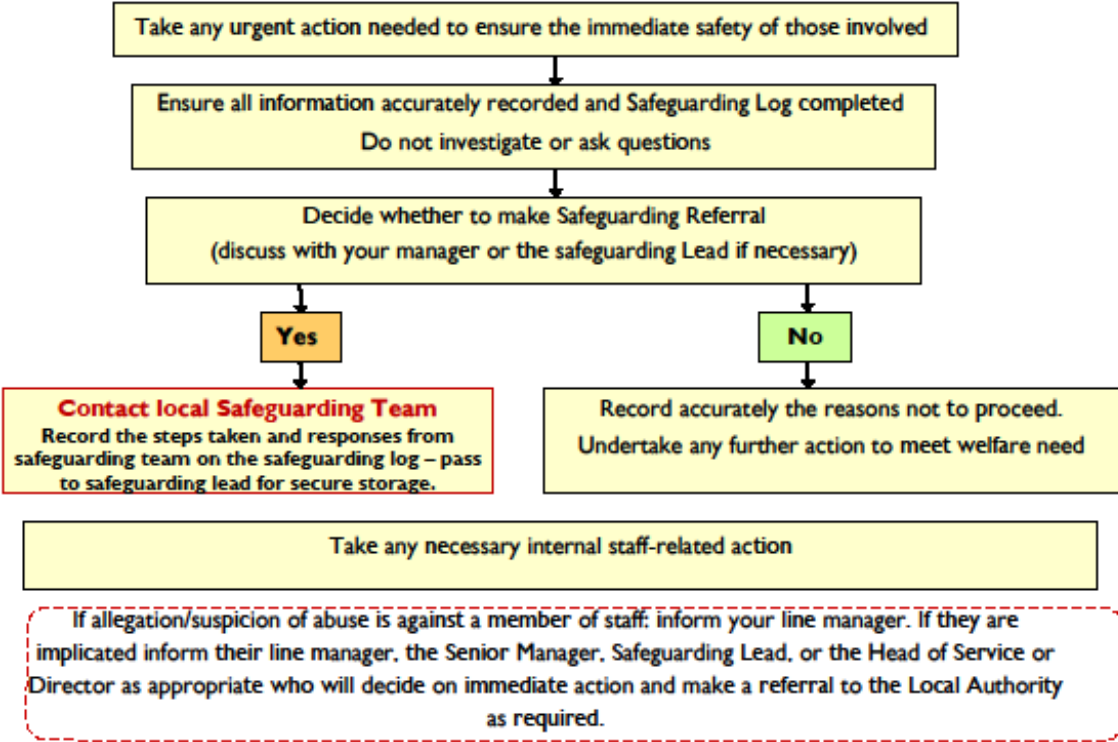 Take any urgent action needed to ensure the immediate safety of those involved
Ensure all information accurately recorded and Safeguarding Log completed
Do not investigate or ask questions
Decide whether to make Safeguarding Referral
(discuss with your manager or the safeguarding Lead if necessary)
Yes
No
Contact local Safeguarding Team
Record the steps taken and responses from
safeguarding team on the safeguarding log – pass
to safeguarding lead for secure storage.
Record accurately the reasons not to proceed.
Undertake any further action to meet welfare need
Take any necessary internal staff-related action
If allegation/suspicion of abuse is against a member of staff: inform your line manager. If they are
implicated inform their line manager, the Senior Manager, Safeguarding Lead, or the Head of Service or
Director as appropriate who will decide on immediate action and make a referral to the Local Authority
as required.